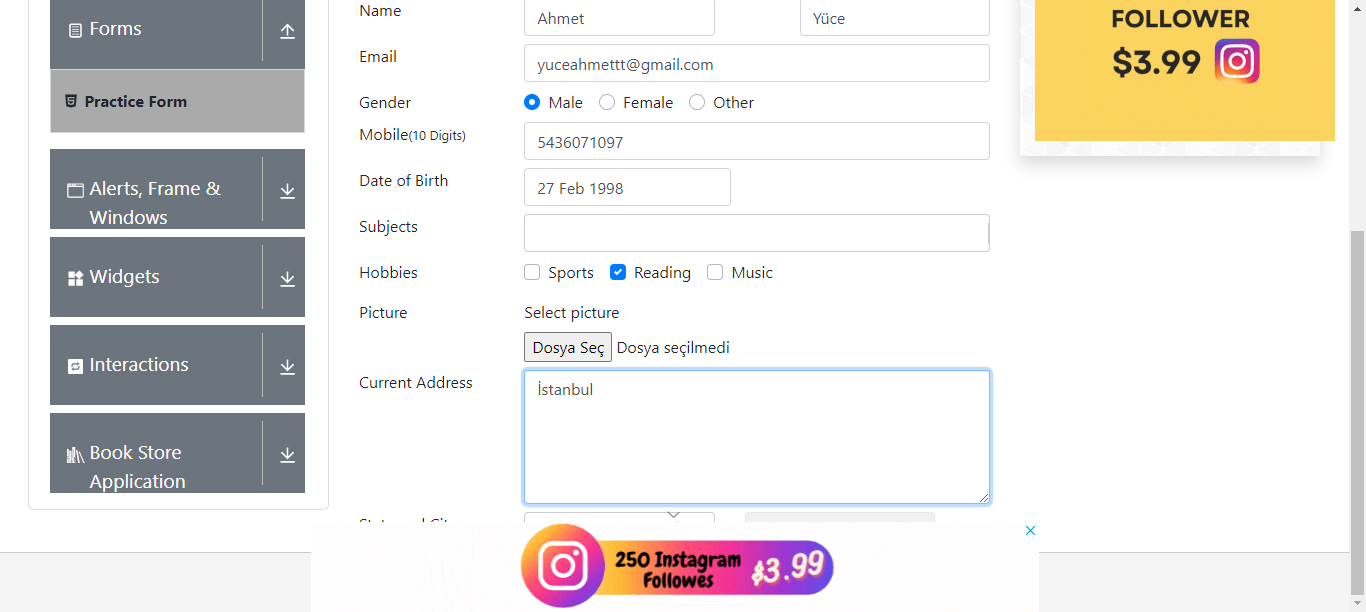 Forms
Practice Form
Alerts, Frame &
Windows
Widgets
Interactions
Book Store
Application
Name
Ahmet
Yüce
Email
yuceahmettt@gmail.com
Gender
Male Female Other
Mobile(10 Digits)
5436071097
Date of Birth
27 Feb 1998
Subjects
Hobbies
Sports Reading Music
Picture
Select picture
Dosya Seç Dosya seçilmedi
Current Address
İstanbul
FOLLOWER
$3.99
250 Instagram
Followes
$3.99